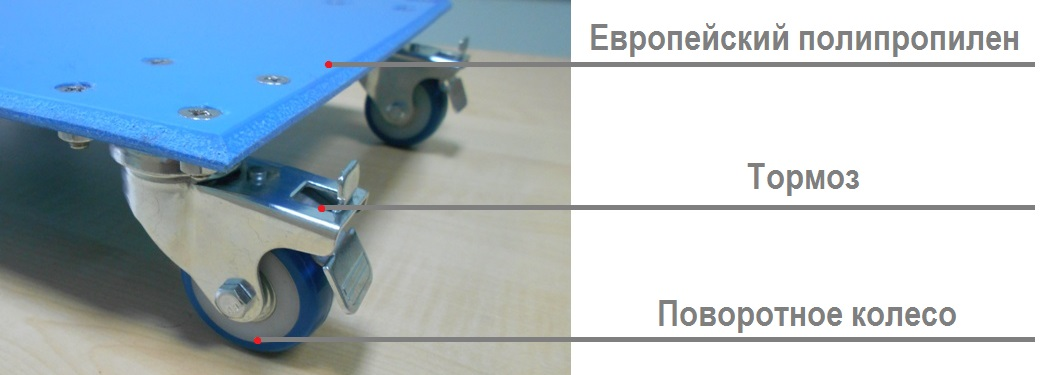 Европейский полипропилен
Тормоз
Поворотное колесо